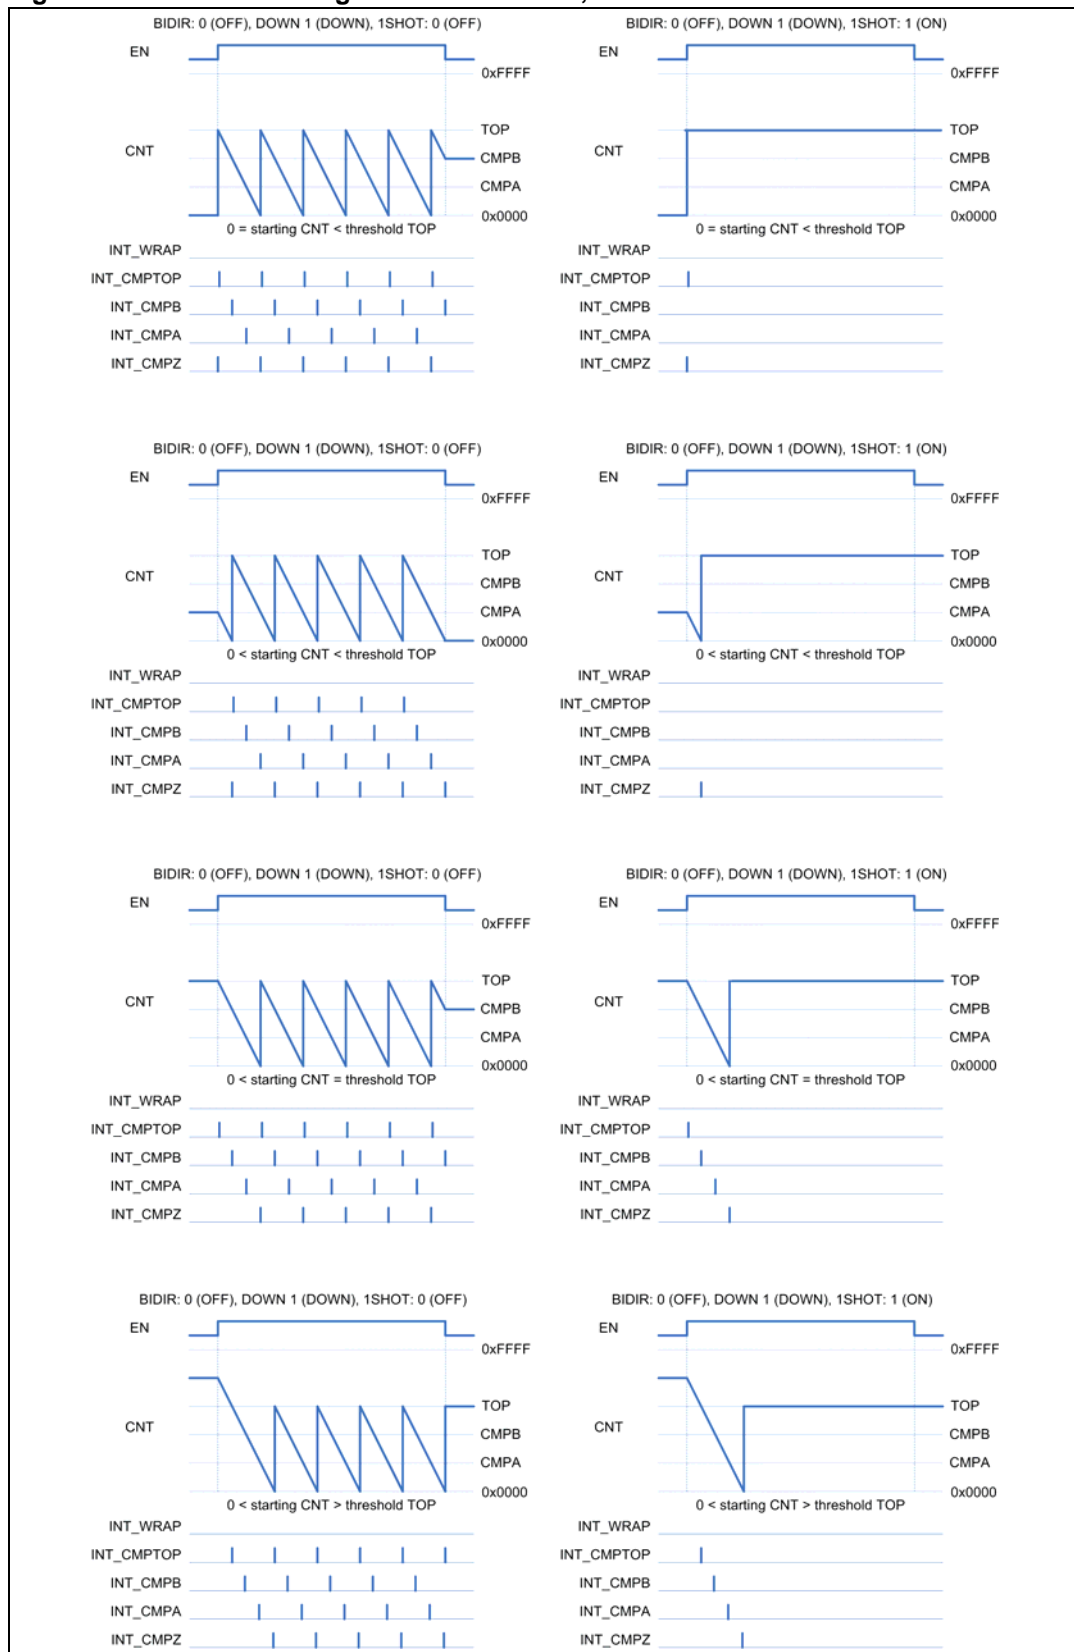 BIDIR: 0 (OFF), DOWN 1 (DOWN), 1SHOT: 0 (OFF)
EN
0xFFFF
TOP
CNT
CMPB
CMPA
0x0000
0 = starting CNT < threshold TOP
INT_WRAP
INT_CMPTOP
INT_CMPB
INT_CMPA
INT_CMPZ
BIDIR: 0 (OFF), DOWN 1 (DOWN), 1SHOT: 1 (ON)
EN
0xFFFF
TOP
CNT
CMPB
CMPA
0x0000
0 = starting CNT < threshold TOP
INT_WRAP
INT_CMPTOP
INT_CMPB
INT_CMPA
INT_CMPZ
BIDIR: 0 (OFF), DOWN 1 (DOWN), 1SHOT: 0 (OFF)
EN
0xFFFF
TOP
CNT
CMPB
CMPA
0x0000
0 < starting CNT < threshold TOP
INT_WRAP
INT_CMPTOP
INT_CMPB
INT_CMPA
INT_CMPZ
BIDIR: 0 (OFF), DOWN 1 (DOWN), 1SHOT: 1 (ON)
EN
0xFFFF
TOP
CNT
CMPB
CMPA
0x0000
0 < starting CNT < threshold TOP
INT_WRAP
INT_CMPTOP
INT_CMPB
INT_CMPA
INT_CMPZ
BIDIR: 0 (OFF), DOWN 1 (DOWN), 1SHOT: 0 (OFF)
EN
0xFFFF
TOP
CNT
CMPB
CMPA
0x0000
0 < starting CNT = threshold TOP
INT_WRAP
INT_CMPTOP
INT_CMPB
INT_CMPA
INT_CMPZ
BIDIR: 0 (OFF), DOWN 1 (DOWN), 1SHOT: 1 (ON)
EN
0xFFFF
TOP
CNT
CMPB
CMPA
0x0000
0 < starting CNT = threshold TOP
INT_WRAP
INT_CMPTOP
INT_CMPB
INT_CMPA
INT_CMPZ
BIDIR: 0 (OFF), DOWN 1 (DOWN), 1SHOT: 0 (OFF)
EN
0xFFFF
TOP
CNT
CMPB
CMPA
0x0000
0 < starting CNT > threshold TOP
INT_WRAP
INT_CMPTOP
INT_CMPB
INT_CMPA
INT_CMPZ
BIDIR: 0 (OFF), DOWN 1 (DOWN), 1SHOT: 1 (ON)
EN
0xFFFF
TOP
CNT
CMPB
CMPA
0x0000
0 < starting CNT > threshold TOP
INT_WRAP
INT_CMPTOP
INT_CMPB
INT_CMPA
INT_CMPZ